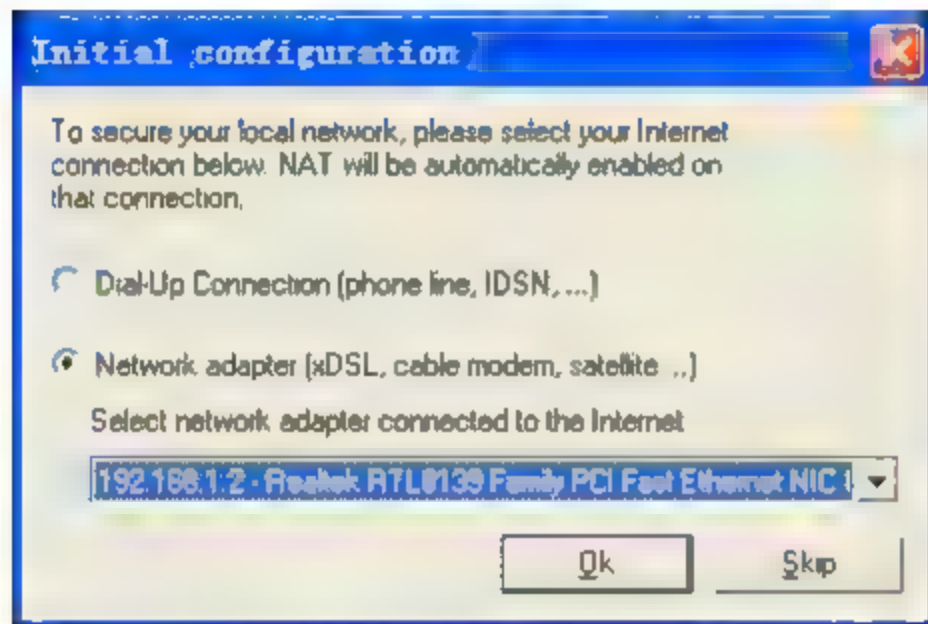 Initial configuration
To secure your local network, please select your Internet
connection below. NAT will be automatically enabled on
that connection.
Dial-Up Connection (phone line, IDSN, ...)
Network adapter (xDSL, cable modem, satellite ..)
Select network adapter connected to the Internet
192.168.1.2 - Realtek RTL8139 Family PCI Fast Ethernet NIC
Ok
Skip